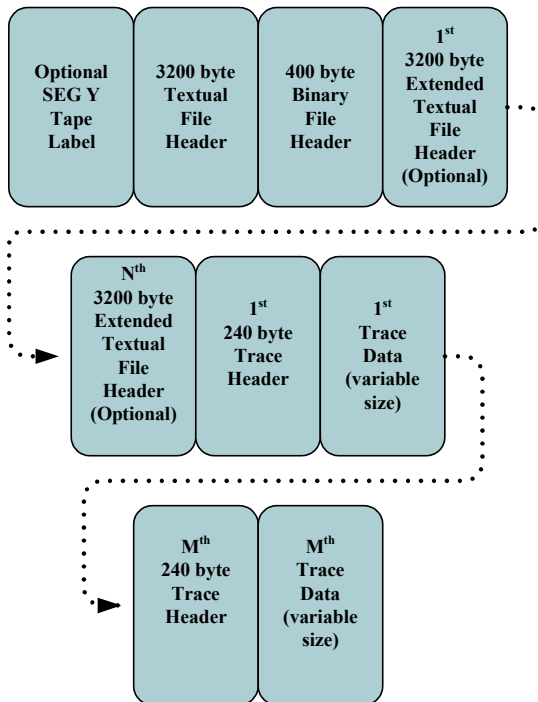 Optional
SEG Y
Tape
Label
3200 byte
Textual
File
Header
400 byte
Binary
File
Header
1st
3200 byte
Extended
Textual
File
Header
(Optional)
Nth
3200 byte
Extended
Textual
File
Header
(Optional)
1st
240 byte
Trace
Header
1st
Trace
Data
(variable
size)
Mth
240 byte
Trace
Header
Mth
Trace
Data
(variable
size)